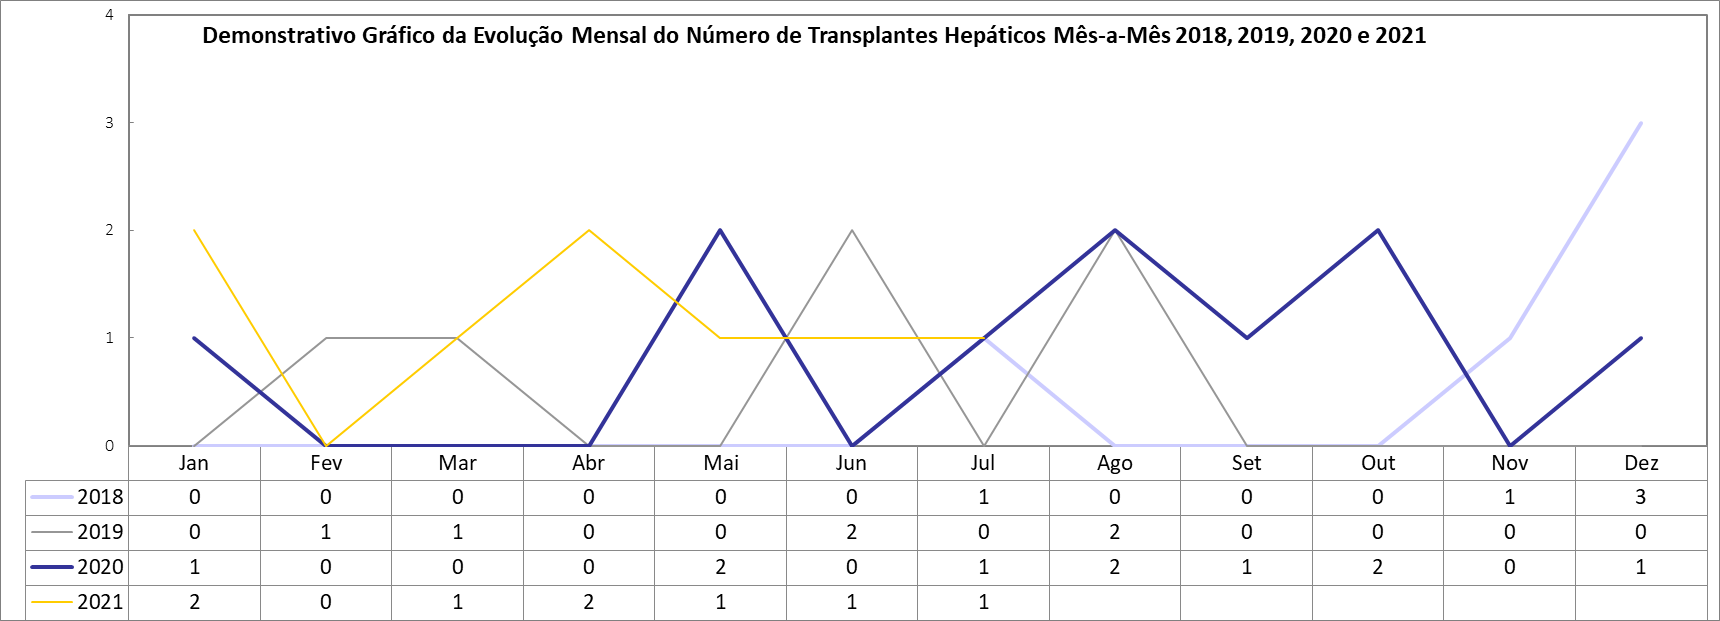 Demonstrativo Gráfico da Evolução Mensal do Número de Transplantes Hepáticos Mês-a-Mês 2018, 2019, 2020 e 2021
4
3
2
1
0
Jan Fev Mar Abr Mai Jun Jul Ago Set Out Nov Dez
2018 0 0 0 0 0 0 1 0 0 0 1 3
2019 0 1 1 0 0 2 0 2 0 0 0 0
2020 1 0 0 0 2 0 1 2 1 2 0 1
2021 2 0 1 2 1 1 1